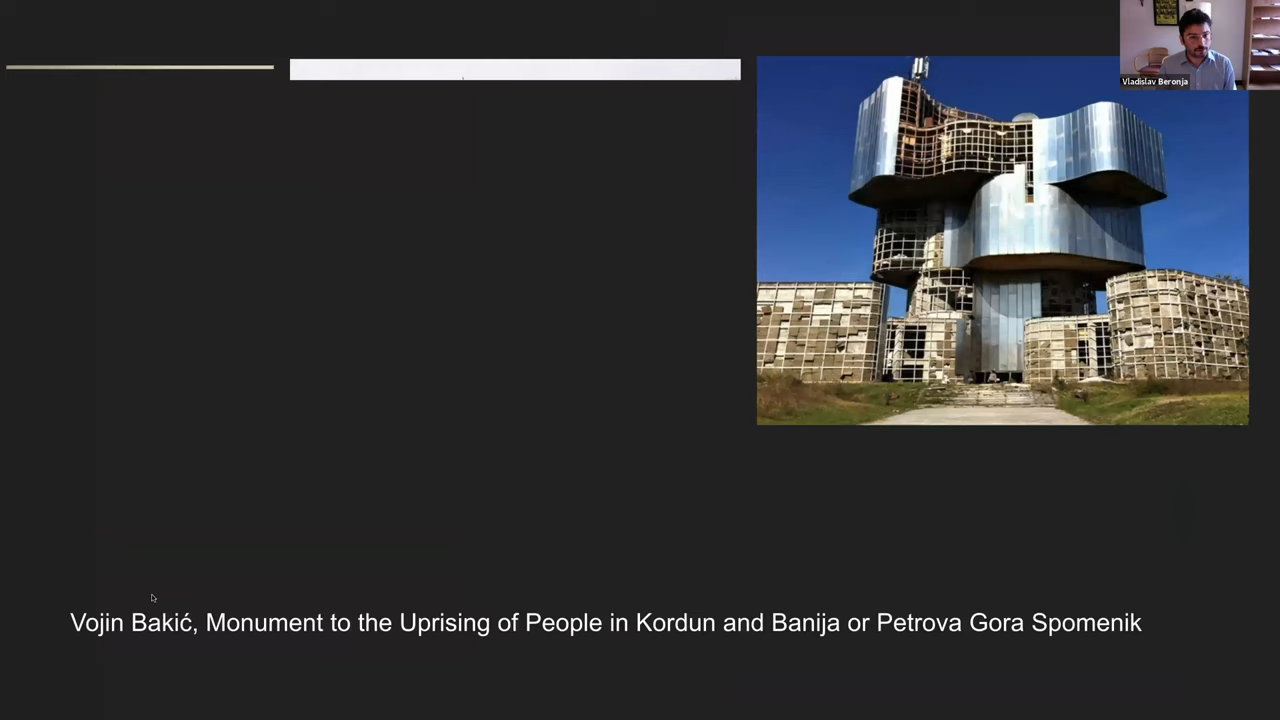 Vladislav Beronja
Vojin Bakić, Monument to the Uprising of People in Kordun and Banija or Petrova Gora Spomenik